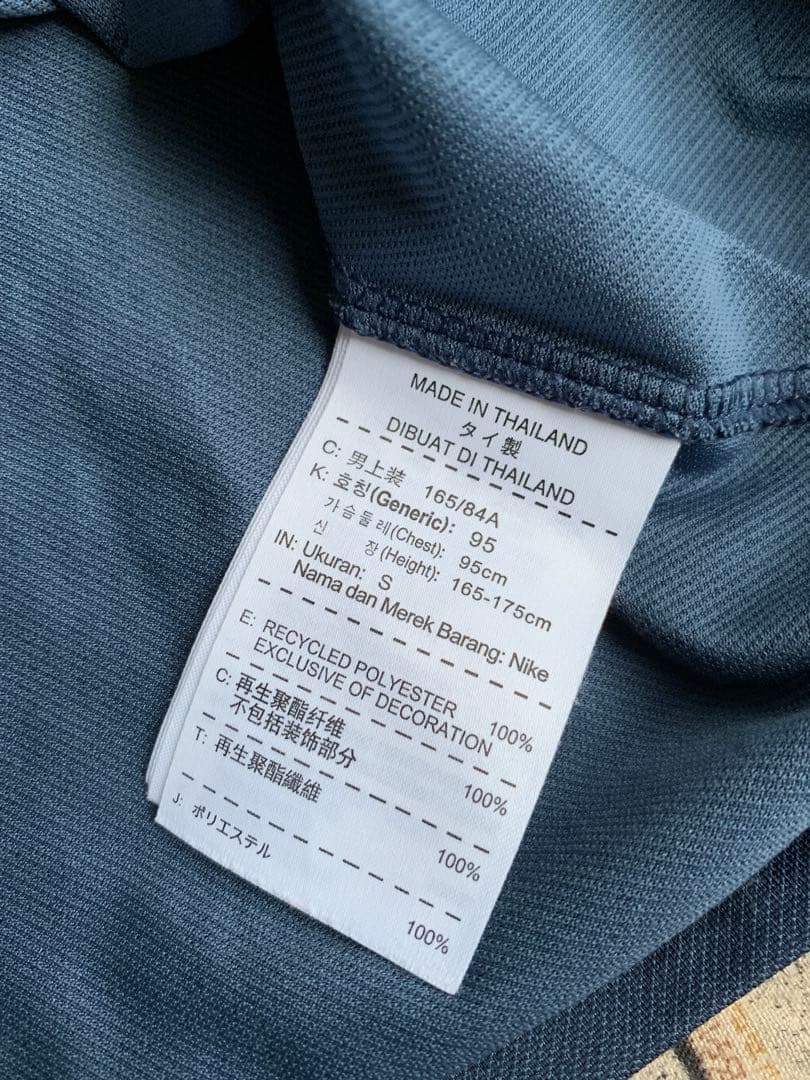 MADE IN THAILAND
タイ製
DIBUAT DI THAILAND
C: 男上装 165/84A
K: 호칭(Generic): 95
가슴둘레(Chest): 95cm
신 장(Height): 165-175cm
IN: Ukuran: S
Nama dan Merek Barang: Nike
E: RECYCLED POLYESTER 100%
EXCLUSIVE OF DECORATION
C: 再生聚酯纤维 100%
不包括装饰部分
T: 再生聚酯纖維 100%
J: ポリエステル 100%